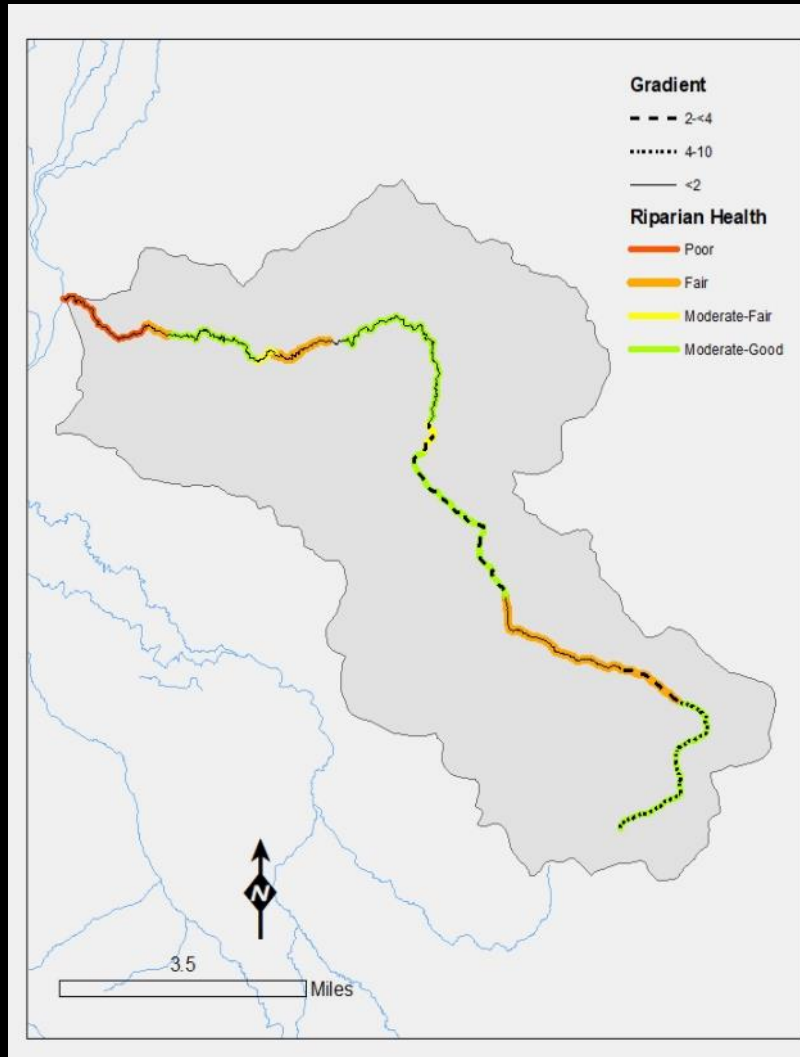 Gradient
2-<4
4-10
<2
Riparian Health
Poor
Fair
Moderate-Fair
Moderate-Good
N
3.5
Miles